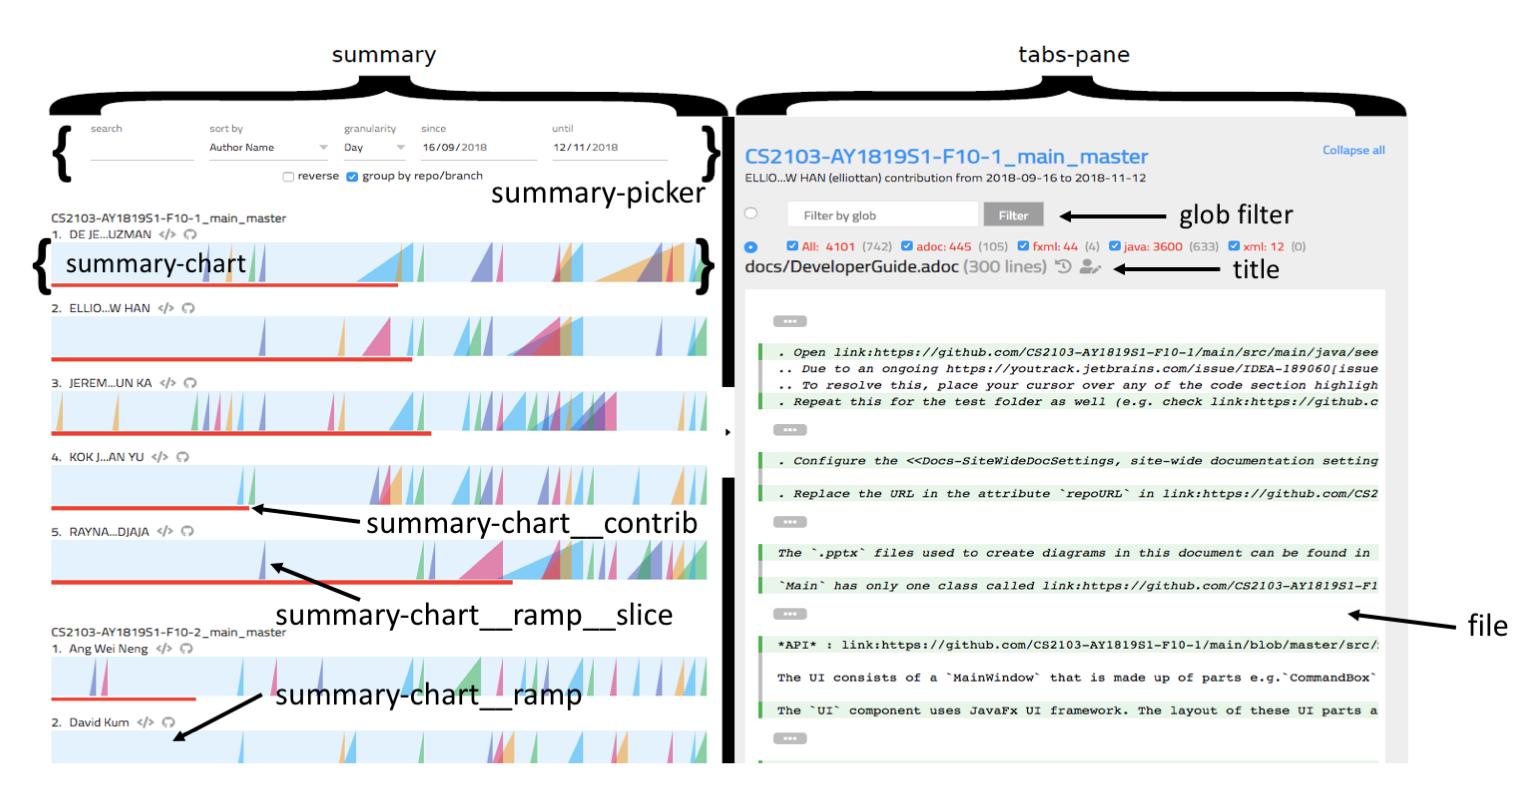 summary
tabs-pane
search
sort by
granularity
since
until
Author Name
Day
16/09/2018
12/11/2018
reverse
group by repo/branch
summary-picker
CS2103-AY1819S1-F10-1_main_master
1. DE JE...UZMAN </>
summary-chart
2. ELLIO...W HAN </>
3. JEREM...UN KA </>
4. KOK J...AN YU </>
summary-chart__contrib
5. RAYNA...DJAJA </>
summary-chart__ramp__slice
CS2103-AY1819S1-F10-2_main_master
1. Ang Wei Neng </>
summary-chart__ramp
2. David Kum </>
CS2103-AY1819S1-F10-1_main_master
Collapse all
ELLIO...W HAN (elliottan) contribution from 2018-09-16 to 2018-11-12
Filter by glob
Filter
glob filter
All: 4101 (742) adoc: 445 (105) fxml: 44 (4) java: 3600 (633) xml: 12 (0)
docs/DeveloperGuide.adoc (300 lines)
title
...
. Open link:https://github.com/CS2103-AY1819S1-F10-1/main/src/main/java/see
.. Due to an ongoing https://youtrack.jetbrains.com/issue/IDEA-189060[issue
.. To resolve this, place your cursor over any of the code section highligh
. Repeat this for the test folder as well (e.g. check link:https://github.c
...
. Configure the <<Docs-SiteWideDocSettings, site-wide documentation setting
. Replace the URL in the attribute `repoURL` in link:https://github.com/CS2
...
The `.pptx` files used to create diagrams in this document can be found in
`Main` has only one class called link:https://github.com/CS2103-AY1819S1-F1
...
file
*API* : link:https://github.com/CS2103-AY1819S1-F10-1/main/blob/master/src/
The UI consists of a `MainWindow` that is made up of parts e.g.`CommandBox`
The `UI` component uses JavaFx UI framework. The layout of these UI parts a
...